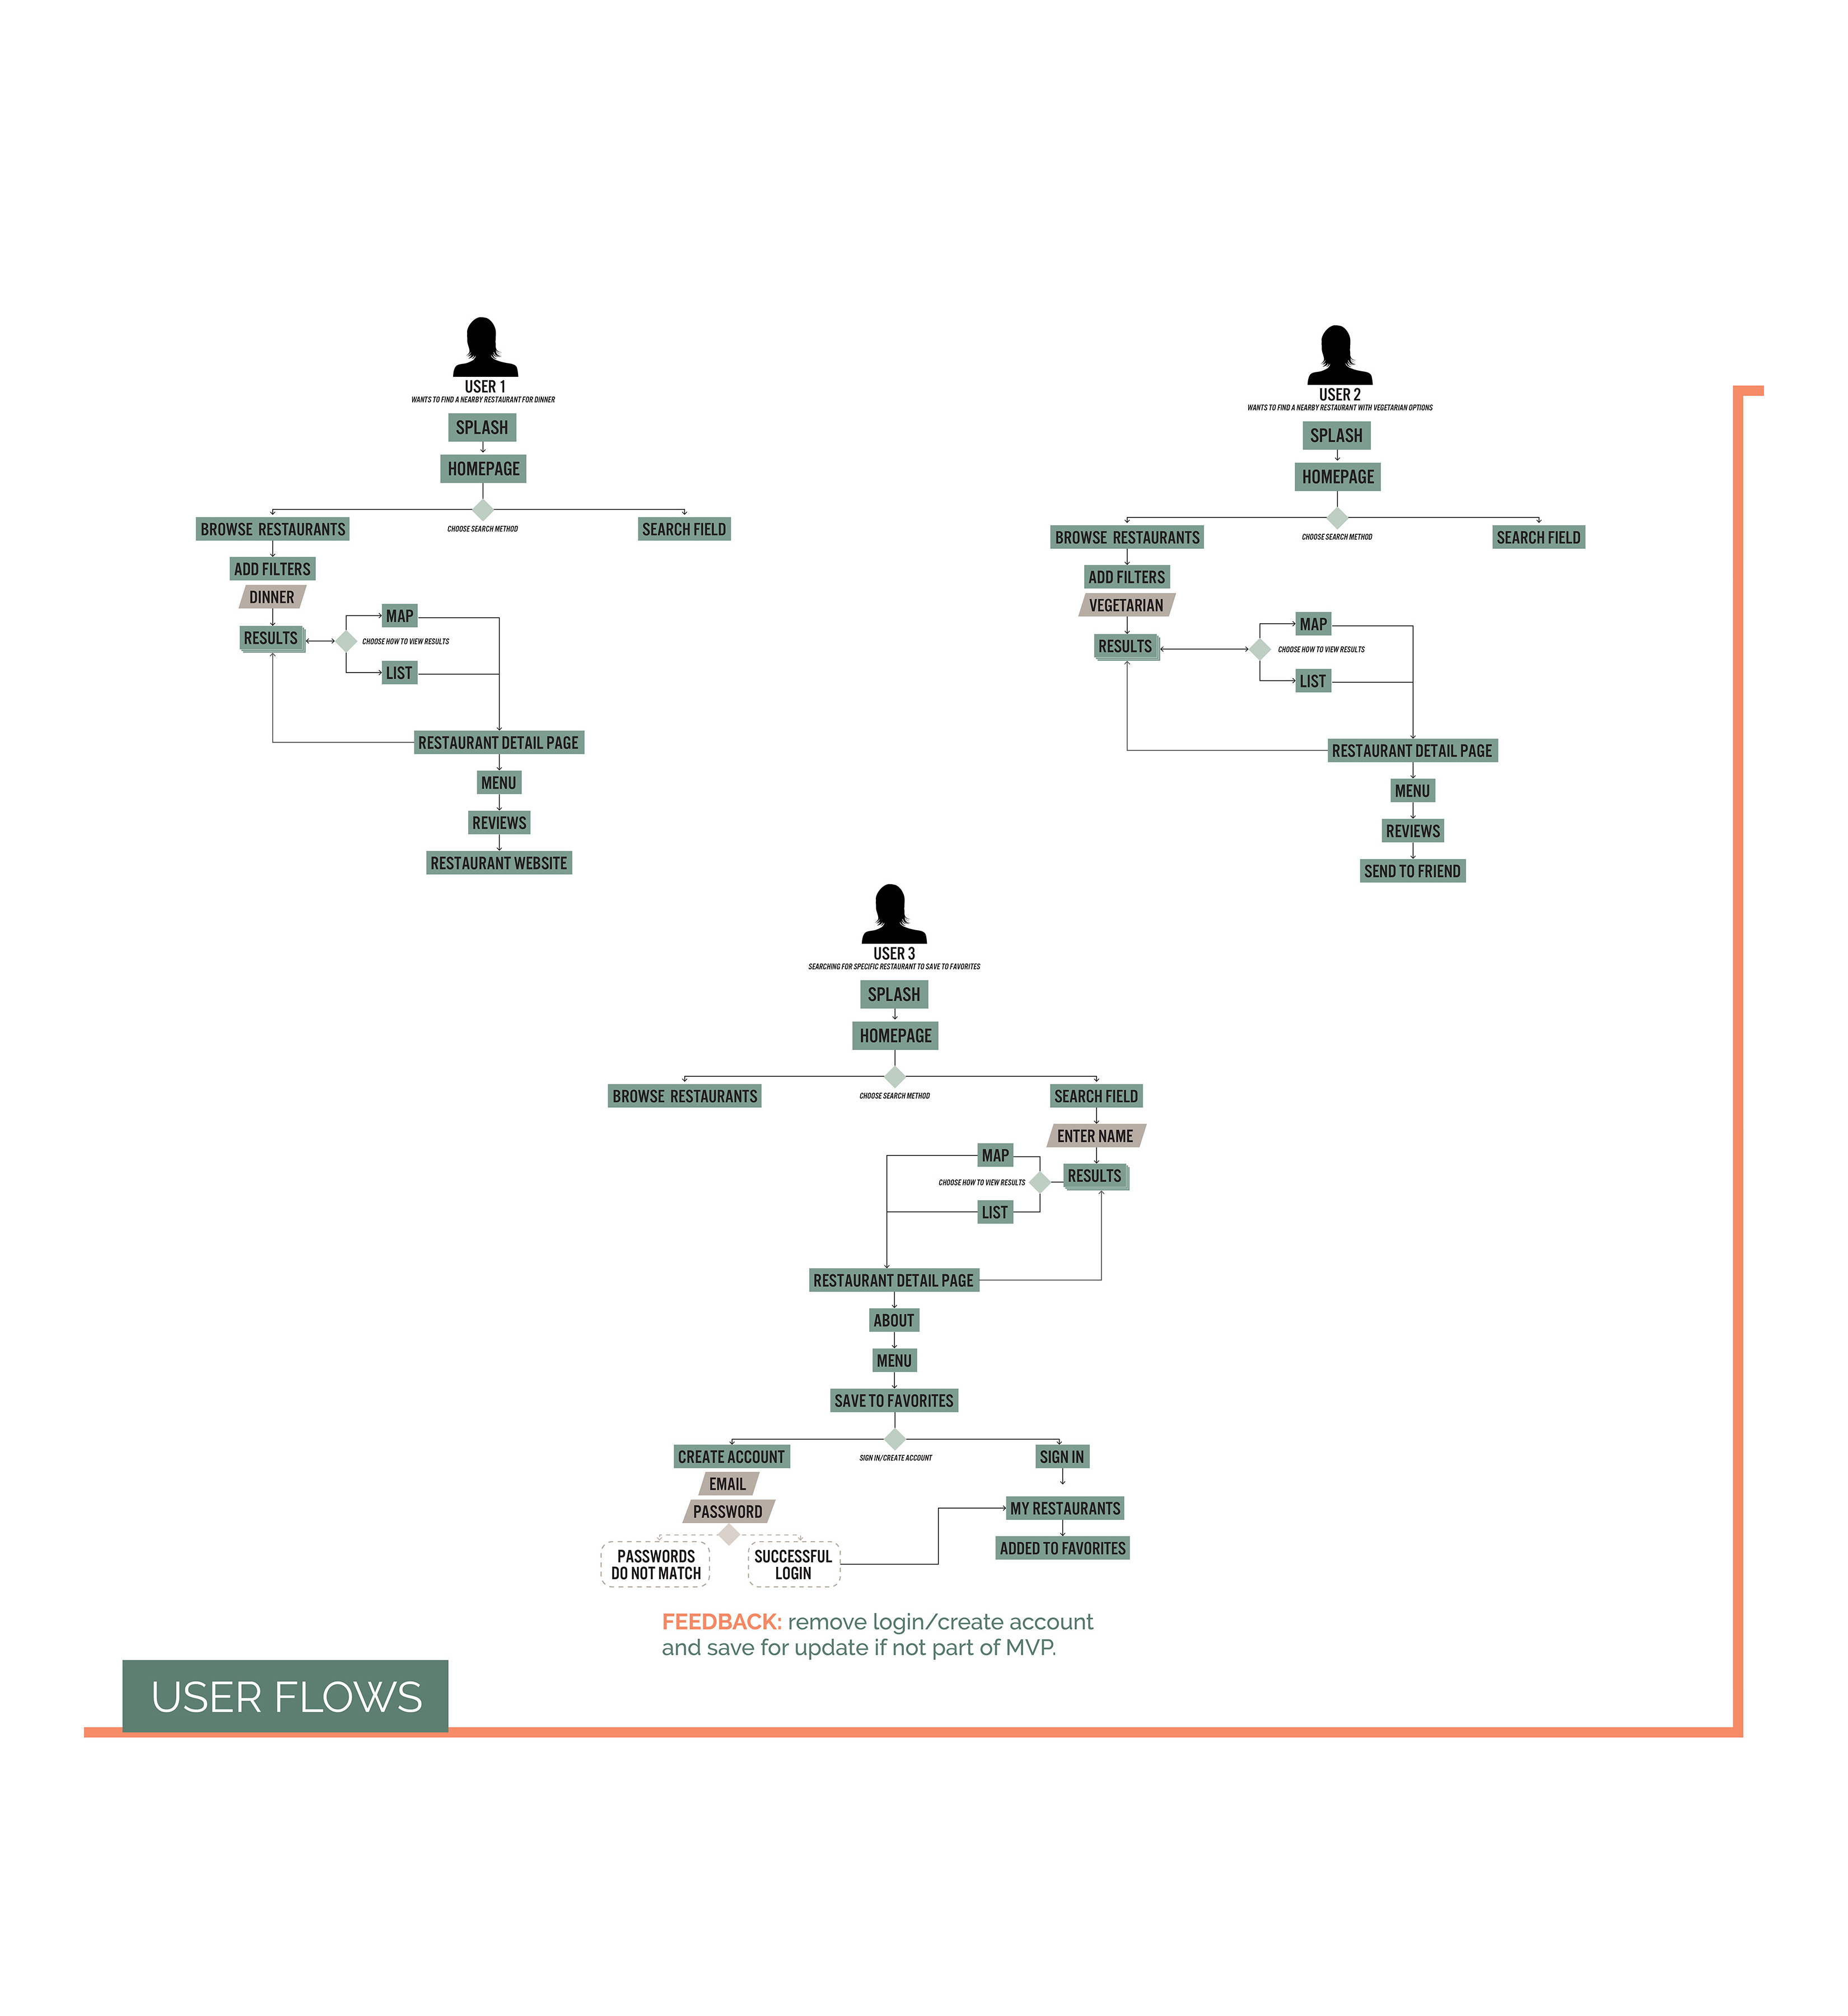 USER 1
WANTS TO FIND A NEARBY RESTAURANT FOR DINNER
SPLASH
HOMEPAGE
CHOOSE SEARCH METHOD
BROWSE RESTAURANTS
SEARCH FIELD
ADD FILTERS
DINNER
RESULTS
CHOOSE HOW TO VIEW RESULTS
MAP
LIST
RESTAURANT DETAIL PAGE
MENU
REVIEWS
RESTAURANT WEBSITE
USER 2
WANTS TO FIND A NEARBY RESTAURANT WITH VEGETARIAN OPTIONS
SPLASH
HOMEPAGE
CHOOSE SEARCH METHOD
BROWSE RESTAURANTS
SEARCH FIELD
ADD FILTERS
VEGETARIAN
RESULTS
CHOOSE HOW TO VIEW RESULTS
MAP
LIST
RESTAURANT DETAIL PAGE
MENU
REVIEWS
SEND TO FRIEND
USER 3
SEARCHING FOR SPECIFIC RESTAURANT TO SAVE TO FAVORITES
SPLASH
HOMEPAGE
CHOOSE SEARCH METHOD
BROWSE RESTAURANTS
SEARCH FIELD
ENTER NAME
RESULTS
CHOOSE HOW TO VIEW RESULTS
MAP
LIST
RESTAURANT DETAIL PAGE
ABOUT
MENU
SAVE TO FAVORITES
SIGN IN/CREATE ACCOUNT
CREATE ACCOUNT
EMAIL
PASSWORD
PASSWORDS
DO NOT MATCH
SUCCESSFUL
LOGIN
SIGN IN
MY RESTAURANTS
ADDED TO FAVORITES
FEEDBACK: remove login/create account
and save for update if not part of MVP.
USER FLOWS